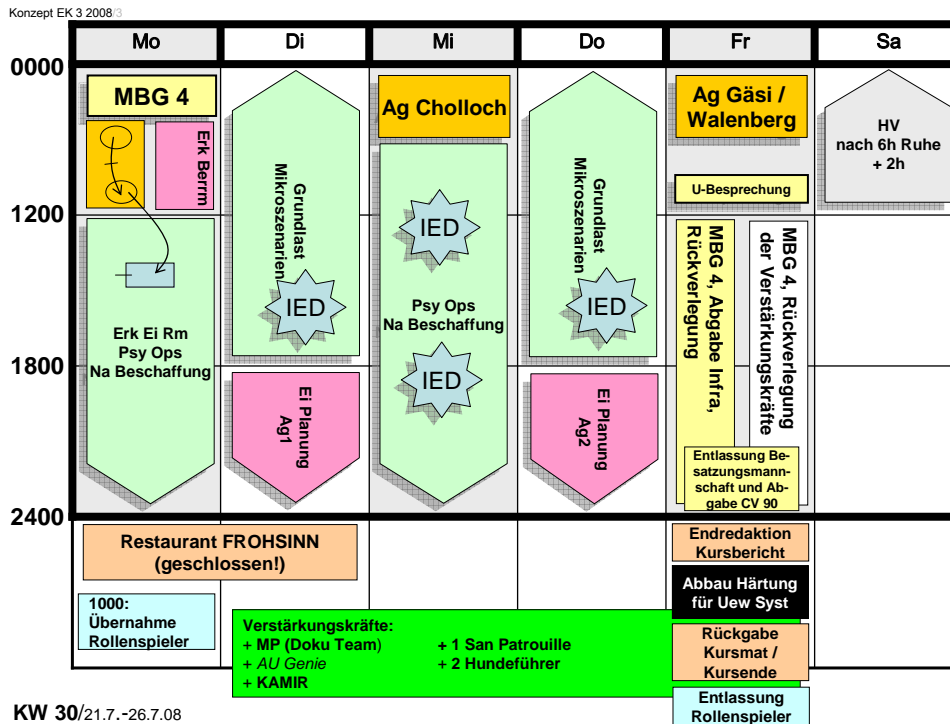 Konzept EK 3 2008/3
Mo
Di
Mi
Do
Fr
Sa
0000
1200
1800
2400
MBG 4
Erk Berrm
Erk Ei Rm
Psy Ops
Na Beschaffung
Grundlast
Mikroszenarien
IED
Ei Planung
Ag1
Ag Cholloch
IED
Psy Ops
Na Beschaffung
IED
Grundlast
Mikroszenarien
IED
Ei Planung
Ag2
Ag Gäsi /
Walenberg
U-Besprechung
MBG 4, Abgabe Infra,
Rückverlegung
MBG 4, Rückverlegung
der Verstärkungskräfte
Entlassung Be-
satzungsmann-
schaft und Ab-
gabe CV 90
HV
nach 6h Ruhe
+ 2h
Restaurant FROHSINN
(geschlossen!)
1000:
Übernahme
Rollenspieler
Verstärkungskräfte:
+ MP (Doku Team)
+ AU Genie
+ KAMIR
+ 1 San Patrouille
+ 2 Hundeführer
Endredaktion
Kursbericht
Abbau Härtung
für Uew Syst
Rückgabe
Kursmat /
Kursende
Entlassung
Rollenspieler
KW 30/21.7.-26.7.08